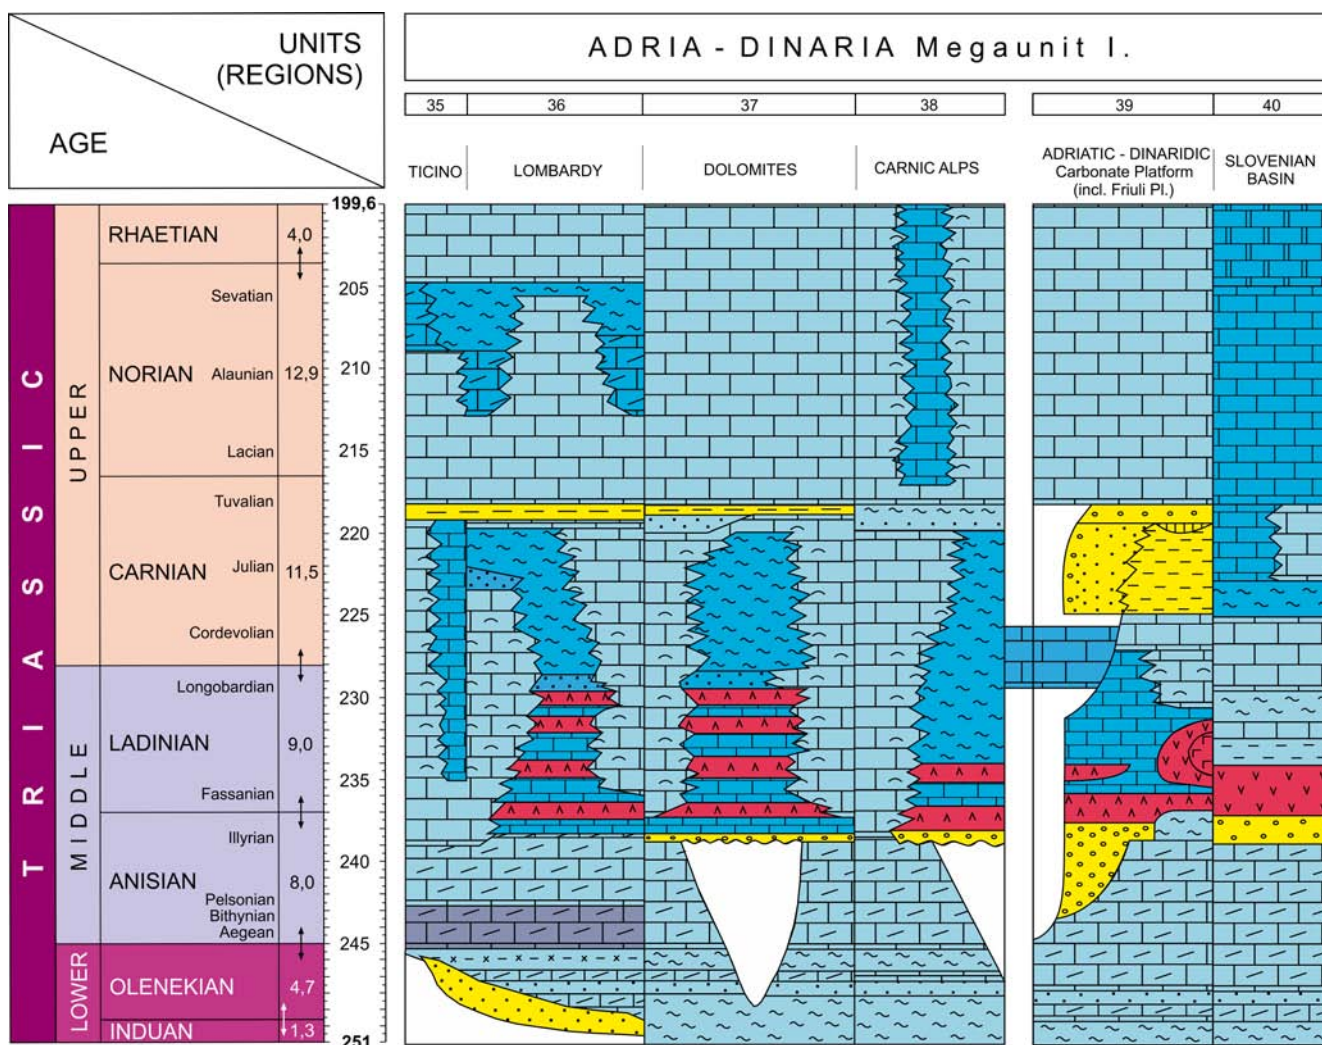 UNITS
(REGIONS)
AGE
ADRIA - DINARIA Megaunit I.
35 36 37 38 39 40
TICINO LOMBARDY DOLOMITES CARNIC ALPS ADRIATIC - DINARIDIC
Carbonate Platform
(incl. Friuli Pl.) SLOVENIAN
BASIN
TRIASSIC
UPPER
RHAETIAN 4,0
NORIAN 12,9
Sevatian
Alaunian
Lacian
CARNIAN 11,5
Tuvalian
Julian
Cordevolian
MIDDLE
LADINIAN 9,0
Longobardian
Fassanian
ANISIAN 8,0
Illyrian
Pelsonian
Bithynian
Aegean
LOWER
OLENEKIAN 4,7
INDUAN 1,3
199,6
205
210
215
220
225
230
235
240
245
251